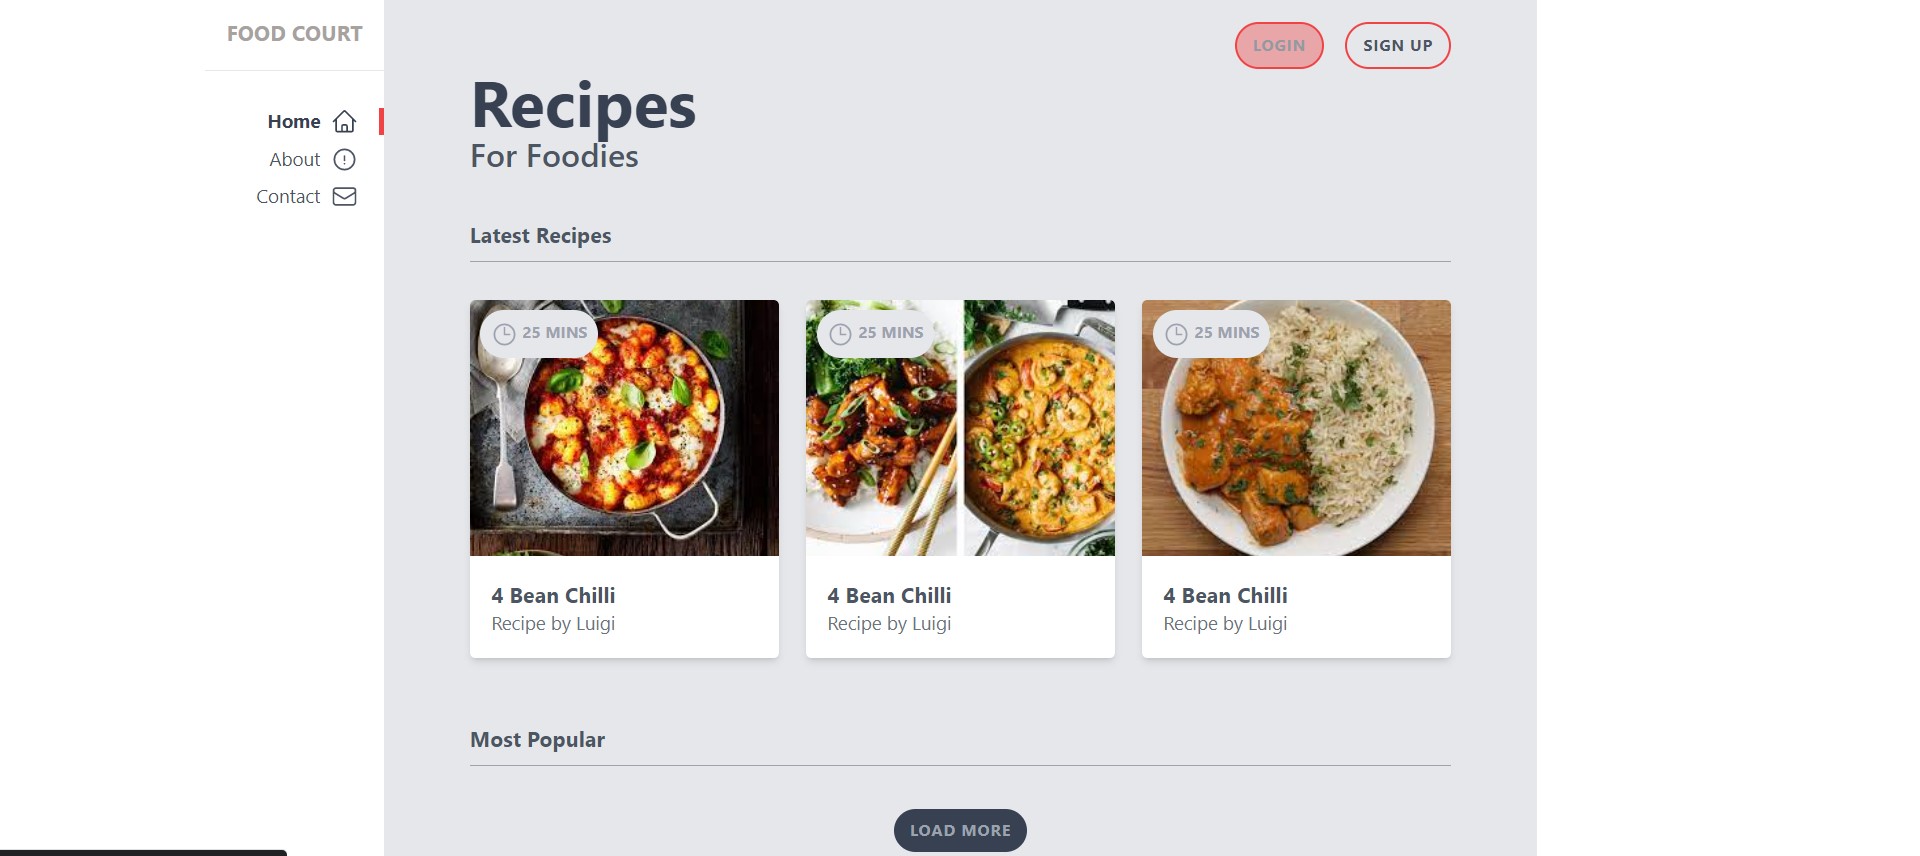 FOOD COURT
LOGIN
SIGN UP
Home
About
Contact
Recipes
For Foodies
Latest Recipes
25 MINS
25 MINS
25 MINS
4 Bean Chilli
Recipe by Luigi
4 Bean Chilli
Recipe by Luigi
4 Bean Chilli
Recipe by Luigi
Most Popular
LOAD MORE